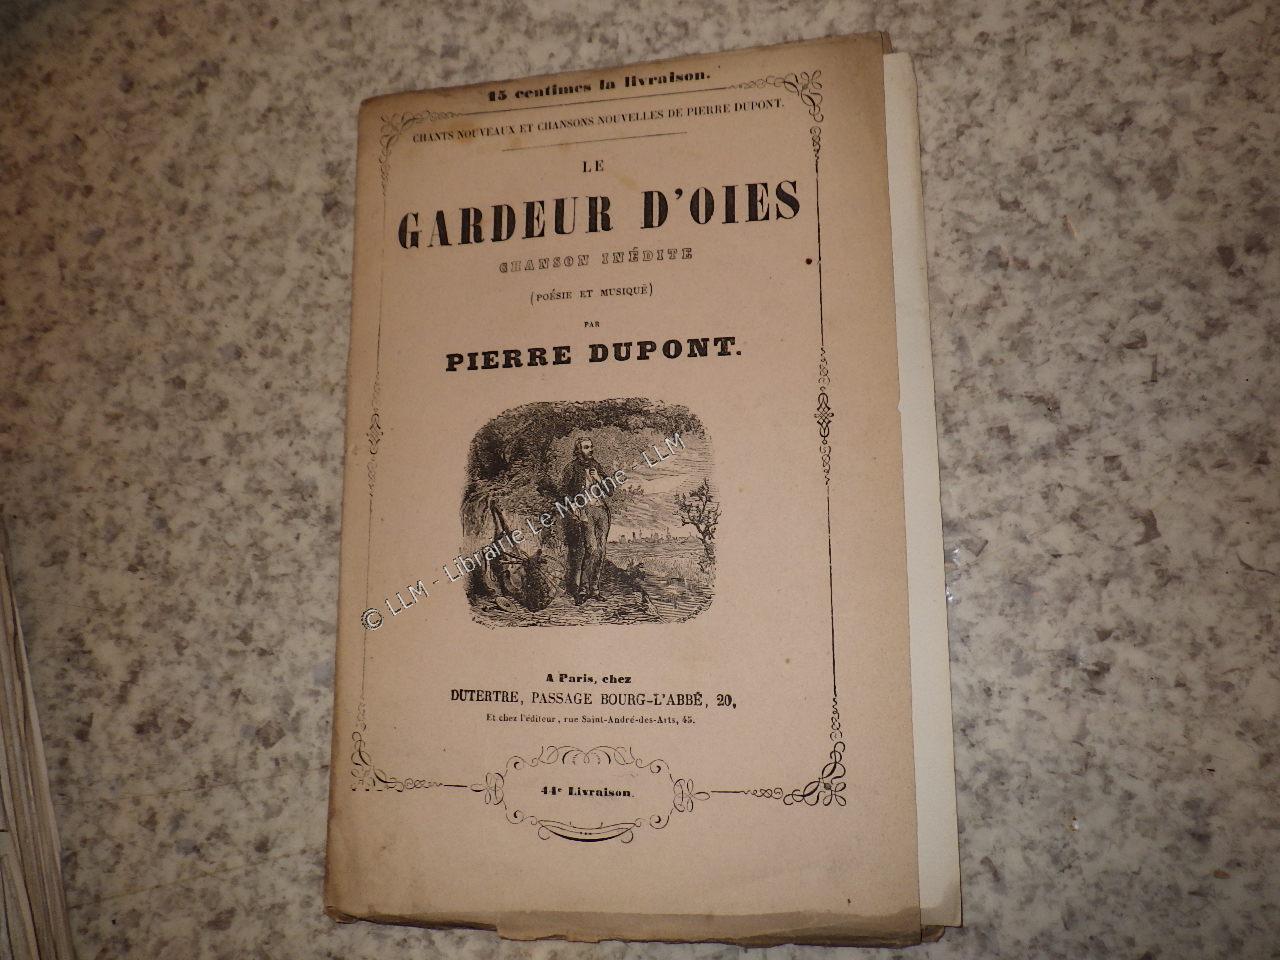 15 centimes la livraison.
CHANTS NOUVEAUX ET CHANSONS NOUVELLES DE PIERRE DUPONT.
LE
GARDEUR D'OIES
CHANSON INÉDITE
(POÉSIE ET MUSIQUE)
PAR
PIERRE DUPONT.
© LLM - Librairie Le Moighe - LLM
A Paris, chez
DUTERTRE, PASSAGE BOURG-L'ABBÉ, 20,
Et chez l'éditeur, rue Saint-André-des-Arts, 45.
44e Livraison.